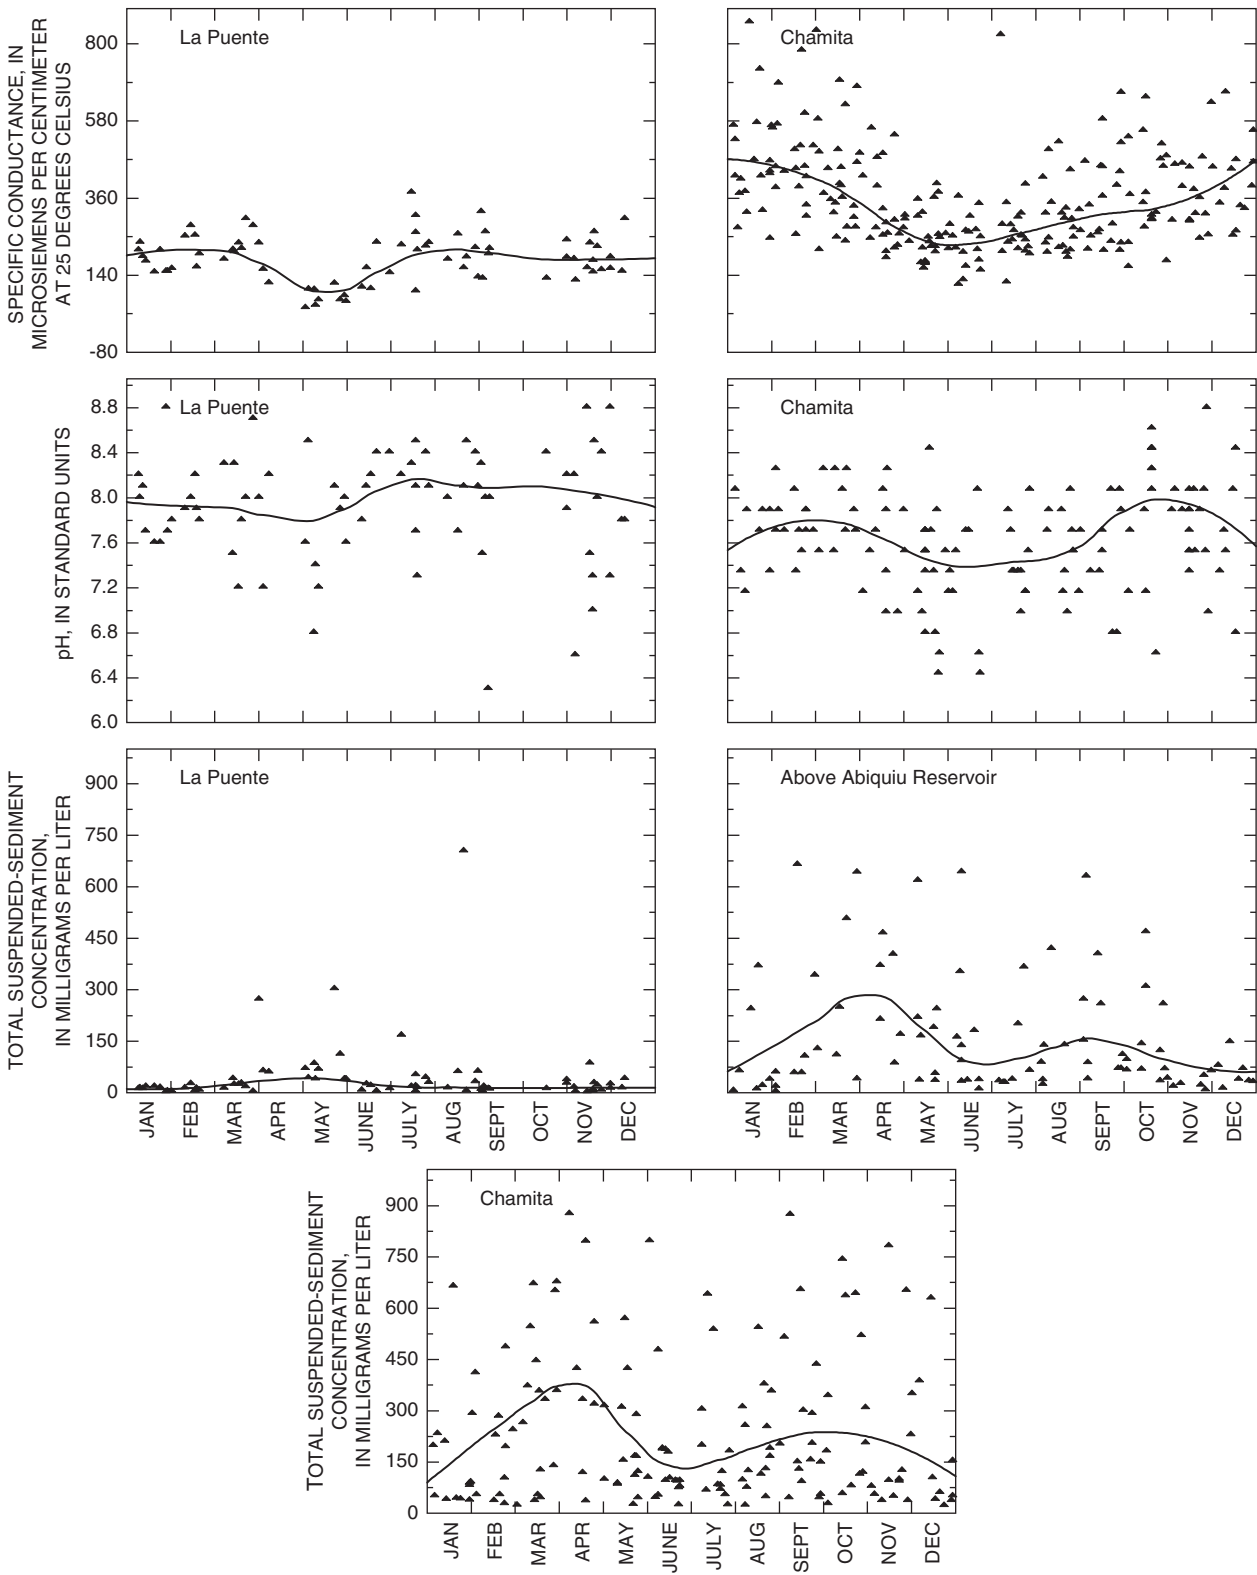 SPECIFIC CONDUCTANCE, IN
MICROSIEMENS PER CENTIMETER
AT 25 DEGREES CELSIUS
800
580
360
140
-80
La Puente
Chamita
pH, IN STANDARD UNITS
8.8
8.4
8.0
7.6
7.2
6.8
6.4
6.0
La Puente
Chamita
TOTAL SUSPENDED-SEDIMENT
CONCENTRATION,
IN MILLIGRAMS PER LITER
900
750
600
450
300
150
0
La Puente
JAN
FEB
MAR
APR
MAY
JUNE
JULY
AUG
SEPT
OCT
NOV
DEC
Above Abiquiu Reservoir
JAN
FEB
MAR
APR
MAY
JUNE
JULY
AUG
SEPT
OCT
NOV
DEC
TOTAL SUSPENDED-SEDIMENT
CONCENTRATION,
IN MILLIGRAMS PER LITER
900
750
600
450
300
150
0
Chamita
JAN
FEB
MAR
APR
MAY
JUNE
JULY
AUG
SEPT
OCT
NOV
DEC